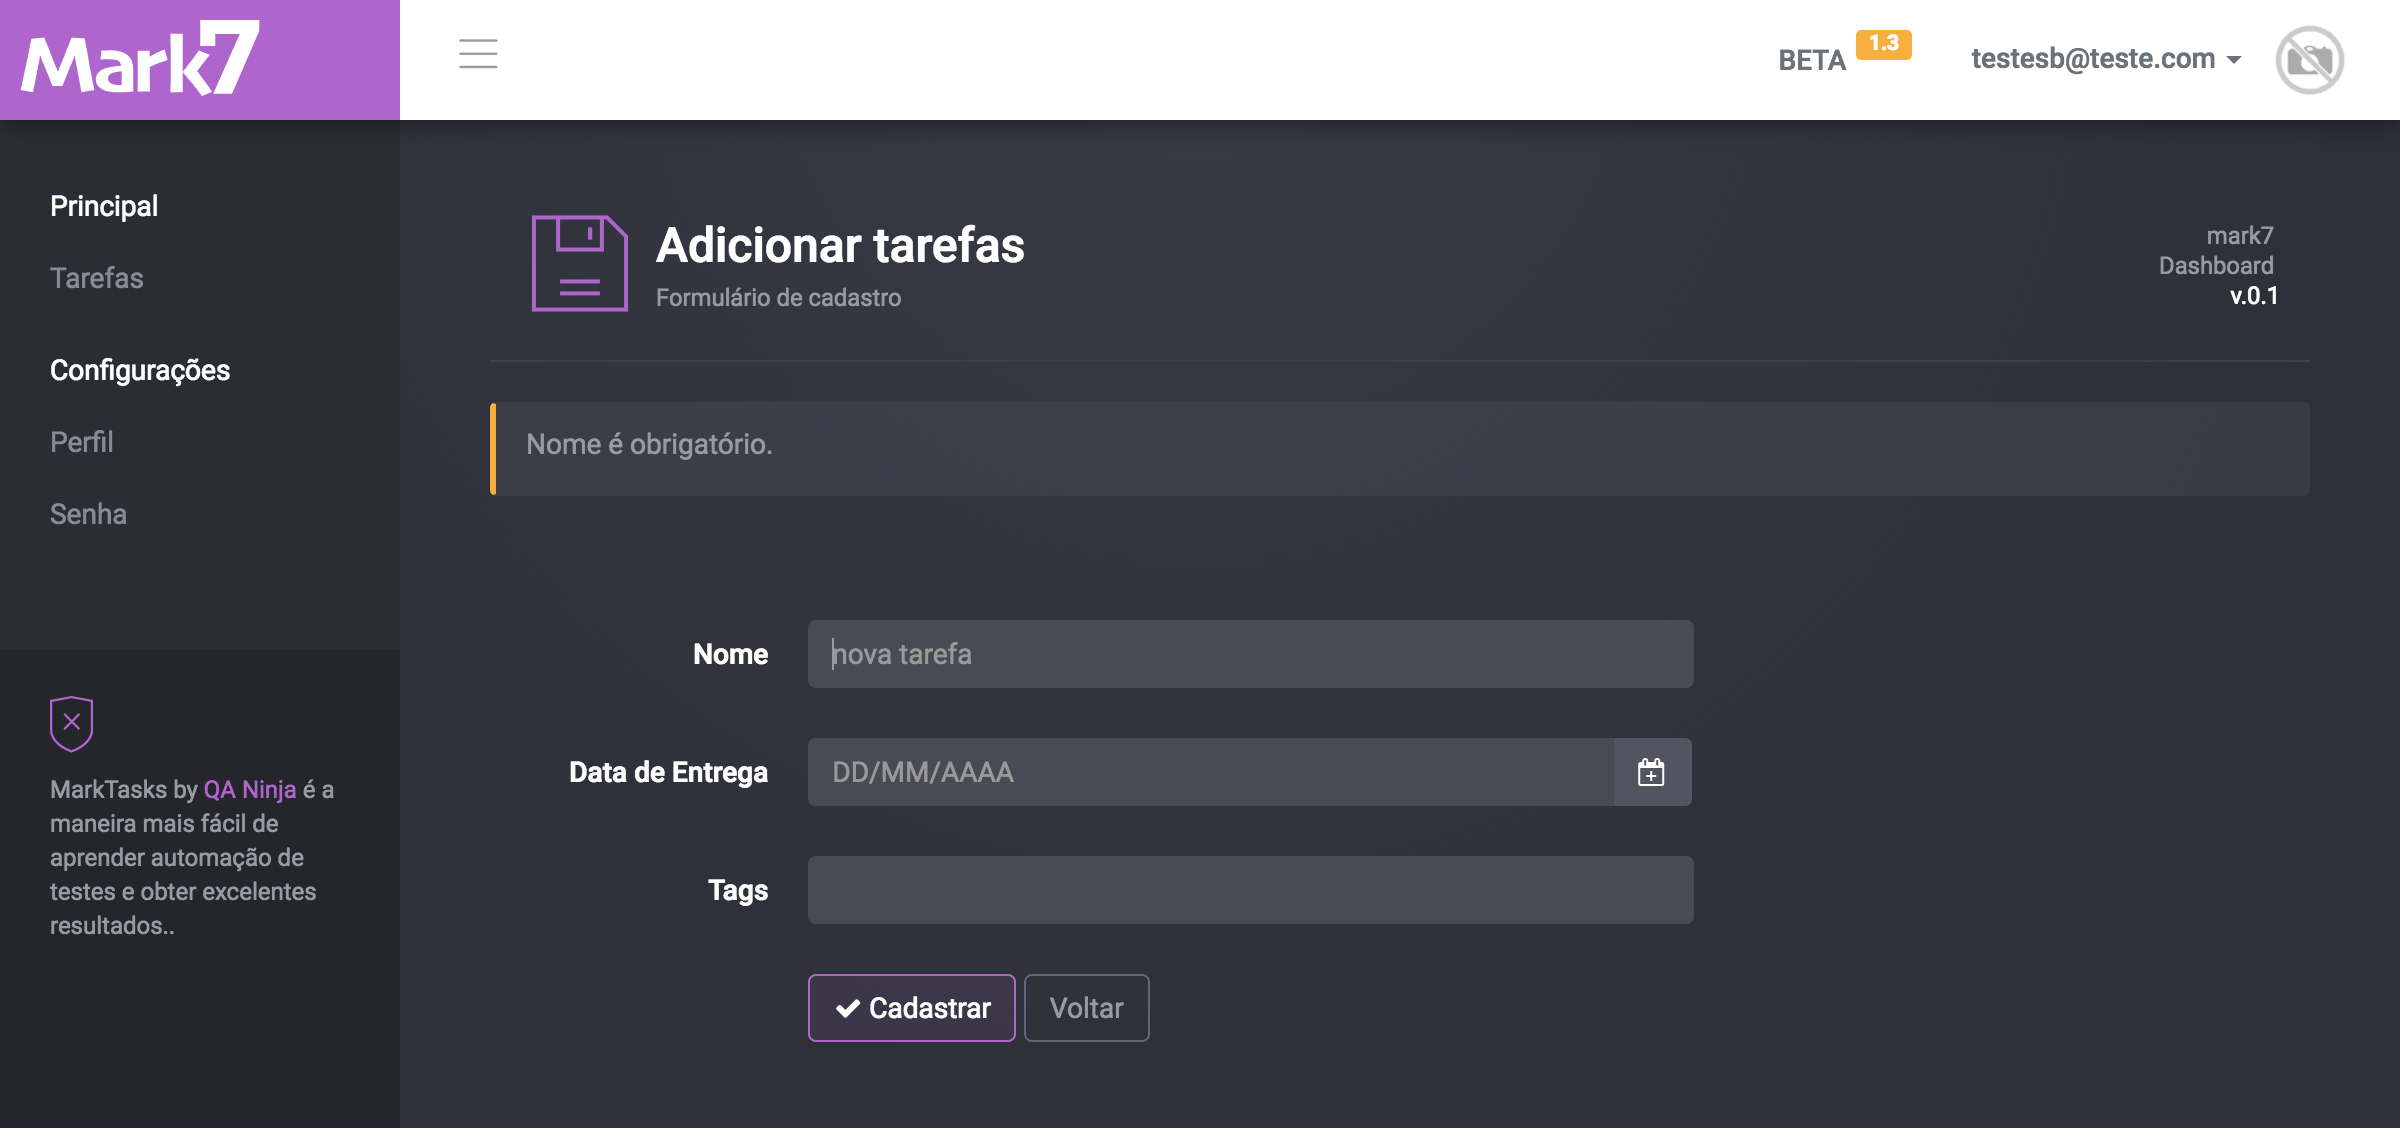 Mark7
BETA 1.3
testesb@teste.com
Principal
Tarefas
Configurações
Perfil
Senha
MarkTasks by QA Ninja é a
maneira mais fácil de
aprender automação de
testes e obter excelentes
resultados..
Adicionar tarefas
Formulário de cadastro
mark7
Dashboard
v.0.1
Nome é obrigatório.
Nome
nova tarefa
Data de Entrega
DD/MM/AAAA
Tags
Cadastrar
Voltar